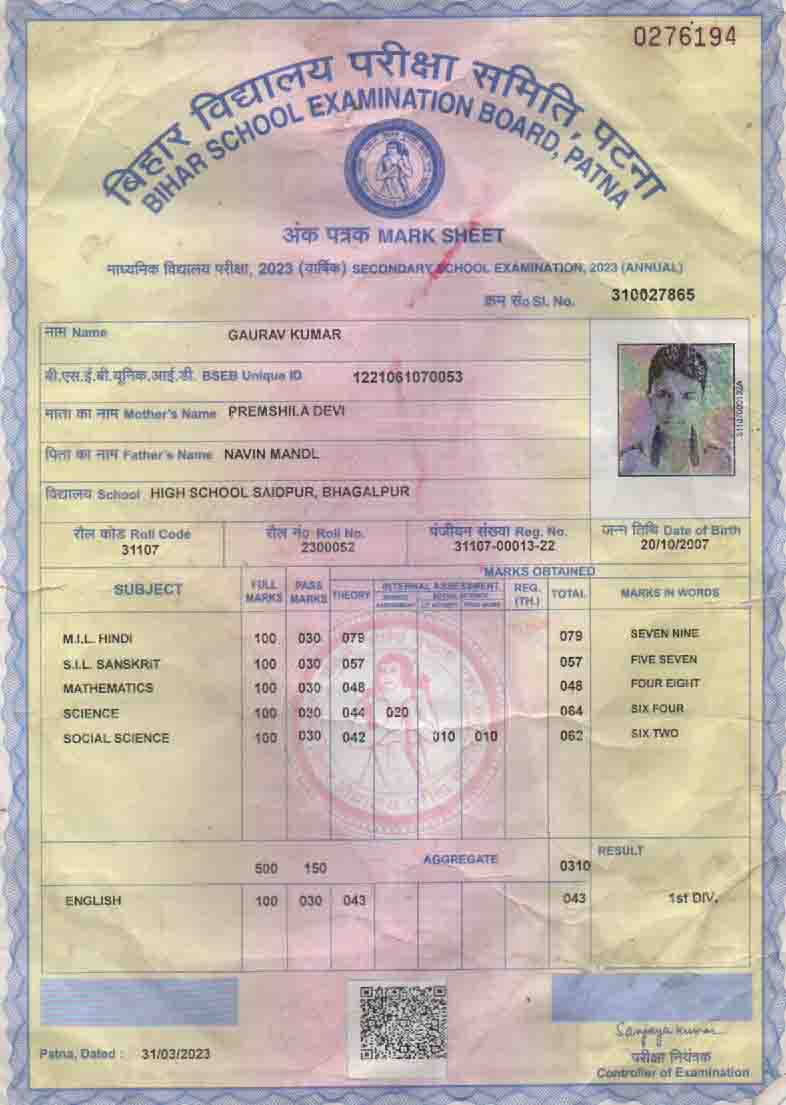 0276194
बिहार विद्यालय परीक्षा समिति, पटना
BIHAR SCHOOL EXAMINATION BOARD, PATNA
अंक पत्रक MARK SHEET
माध्यमिक विद्यालय परीक्षा, 2023 (वार्षिक) SECONDARY SCHOOL EXAMINATION, 2023 (ANNUAL)
क्रम सं० Sl. No. 310027865
नाम Name GAURAV KUMAR
बी.एस.ई.बी.यूनिक.आई.डी. BSEB Unique ID 1221061070053
माता का नाम Mother's Name PREMSHILA DEVI
पिता का नाम Father's Name NAVIN MANDL
विद्यालय School HIGH SCHOOL SAIDPUR, BHAGALPUR
रौल कोड Roll Code रौल नं० Roll No. पंजीयन संख्या Reg. No. जन्म तिथि Date of Birth
31107 2300052 31107-00013-22 20/10/2007
SUBJECT FULL MARKS PASS MARKS MARKS OBTAINED MARKS IN WORDS
THEORY INTERNAL ASSESSMENT REG. (TH.) TOTAL
M.I.L. HINDI 100 030 079 079 SEVEN NINE
S.I.L. SANSKRIT 100 030 057 057 FIVE SEVEN
MATHEMATICS 100 030 048 048 FOUR EIGHT
SCIENCE 100 030 044 020 064 SIX FOUR
SOCIAL SCIENCE 100 030 042 010 010 062 SIX TWO
500 150 AGGREGATE 0310 RESULT
ENGLISH 100 030 043 043 1st DIV.
Sanjaya Kumar
Patna, Dated : 31/03/2023
परीक्षा नियंत्रक
Controller of Examination